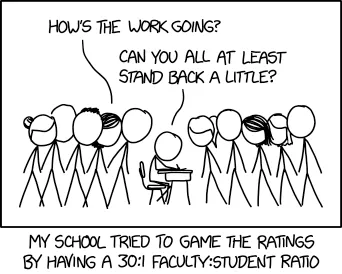 HOW'S THE WORK GOING?
CAN YOU ALL AT LEAST
STAND BACK A LITTLE?
MY SCHOOL TRIED TO GAME THE RATINGS
BY HAVING A 30:1 FACULTY:STUDENT RATIO